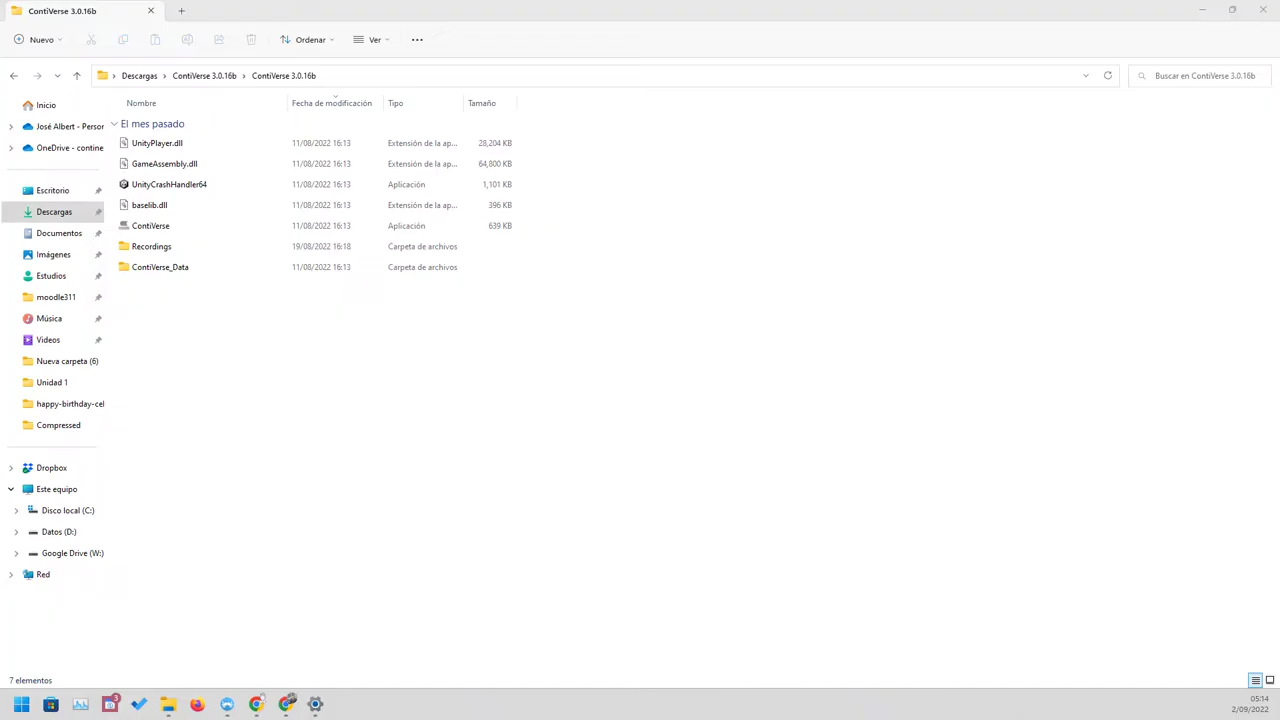 ContiVerse 3.0.16b
Nuevo
Ordenar
Ver
Descargas
ContiVerse 3.0.16b
ContiVerse 3.0.16b
Buscar en ContiVerse 3.0.16b
Inicio
José Albert - Person
OneDrive - contine
Escritorio
Descargas
Documentos
Imágenes
Estudios
moodle311
Música
Videos
Nueva carpeta (6)
Unidad 1
happy-birthday-cel
Compressed
Dropbox
Este equipo
Disco local (C:)
Datos (D:)
Google Drive (W:)
Red
Nombre Fecha de modificación Tipo Tamaño
El mes pasado
UnityPlayer.dll 11/08/2022 16:13 Extensión de la ap... 28,204 KB
GameAssembly.dll 11/08/2022 16:13 Extensión de la ap... 64,800 KB
UnityCrashHandler64 11/08/2022 16:13 Aplicación 1,101 KB
baselib.dll 11/08/2022 16:13 Extensión de la ap... 396 KB
ContiVerse 11/08/2022 16:13 Aplicación 639 KB
Recordings 19/08/2022 16:18 Carpeta de archivos
ContiVerse_Data 11/08/2022 16:13 Carpeta de archivos
7 elementos
3
05:14
2/09/2022